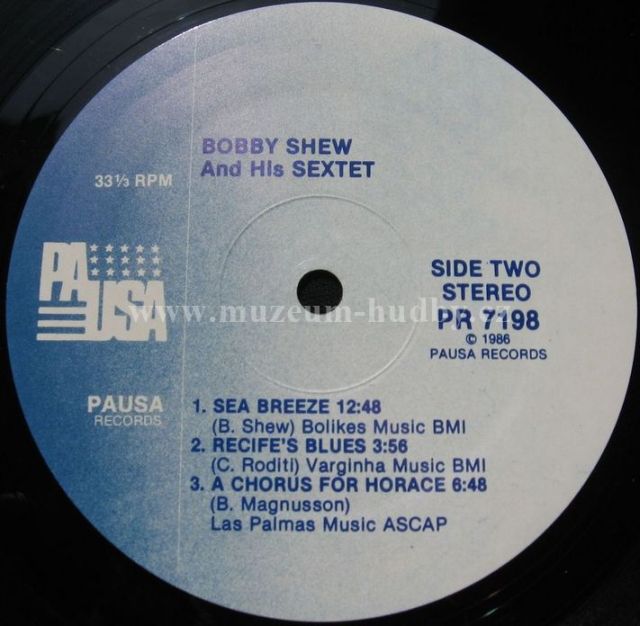 BOBBY SHEW
And His SEXTET
33⅓ RPM
PAUSA
SIDE TWO
STEREO
PR 7198
© 1986
PAUSA RECORDS
www.muzeum-hudby.cz
PAUSA
RECORDS
1. SEA BREEZE 12:48
(B. Shew) Bolikes Music BMI
2. RECIFE'S BLUES 3:56
(C. Roditi) Varginha Music BMI
3. A CHORUS FOR HORACE 6:48
(B. Magnusson)
Las Palmas Music ASCAP